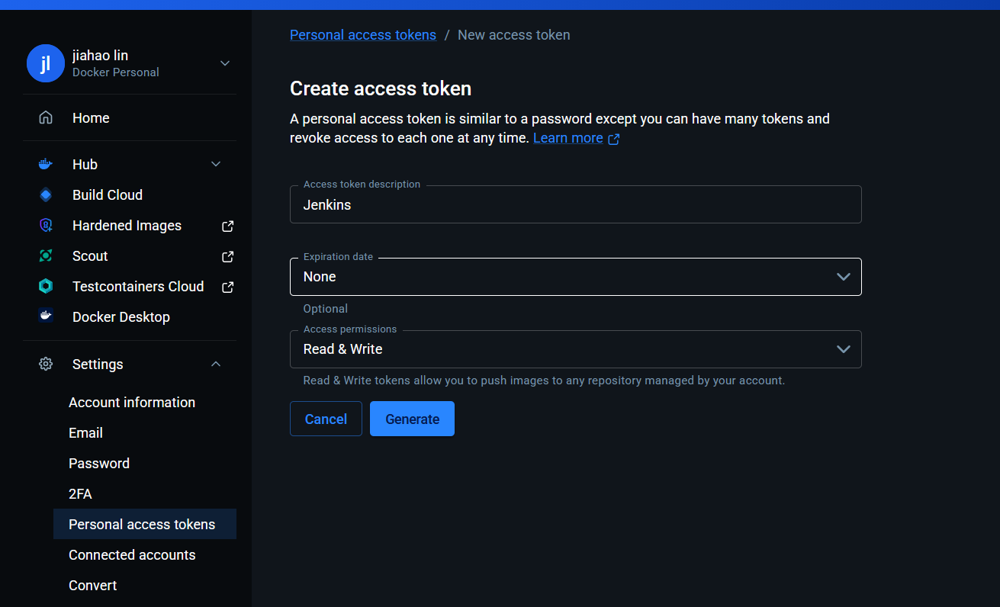 jl
jiahao lin
Docker Personal
Home
Hub
Build Cloud
Hardened Images
Scout
Testcontainers Cloud
Docker Desktop
Settings
Account information
Email
Password
2FA
Personal access tokens
Connected accounts
Convert
Personal access tokens / New access token
Create access token
A personal access token is similar to a password except you can have many tokens and
revoke access to each one at any time. Learn more
Access token description
Jenkins
Expiration date
None
Optional
Access permissions
Read & Write
Read & Write tokens allow you to push images to any repository managed by your account.
Cancel Generate